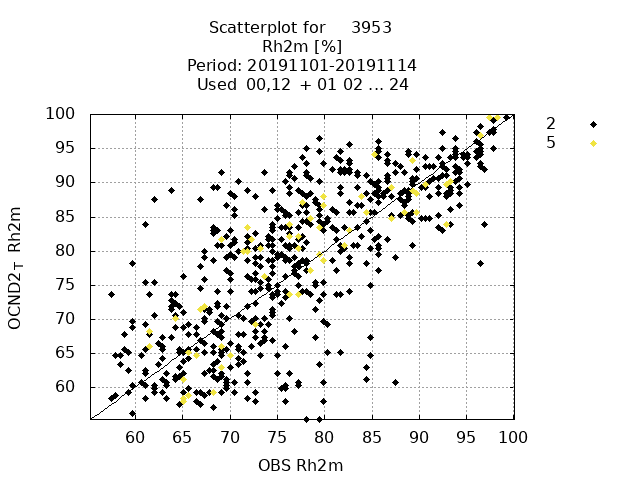 Scatterplot for 3953
Rh2m [%]
Period: 20191101-20191114
Used 00,12 + 01 02 ... 24
OCND2T Rh2m
100
95
90
85
80
75
70
65
60
60 65 70 75 80 85 90 95 100
OBS Rh2m
2
5